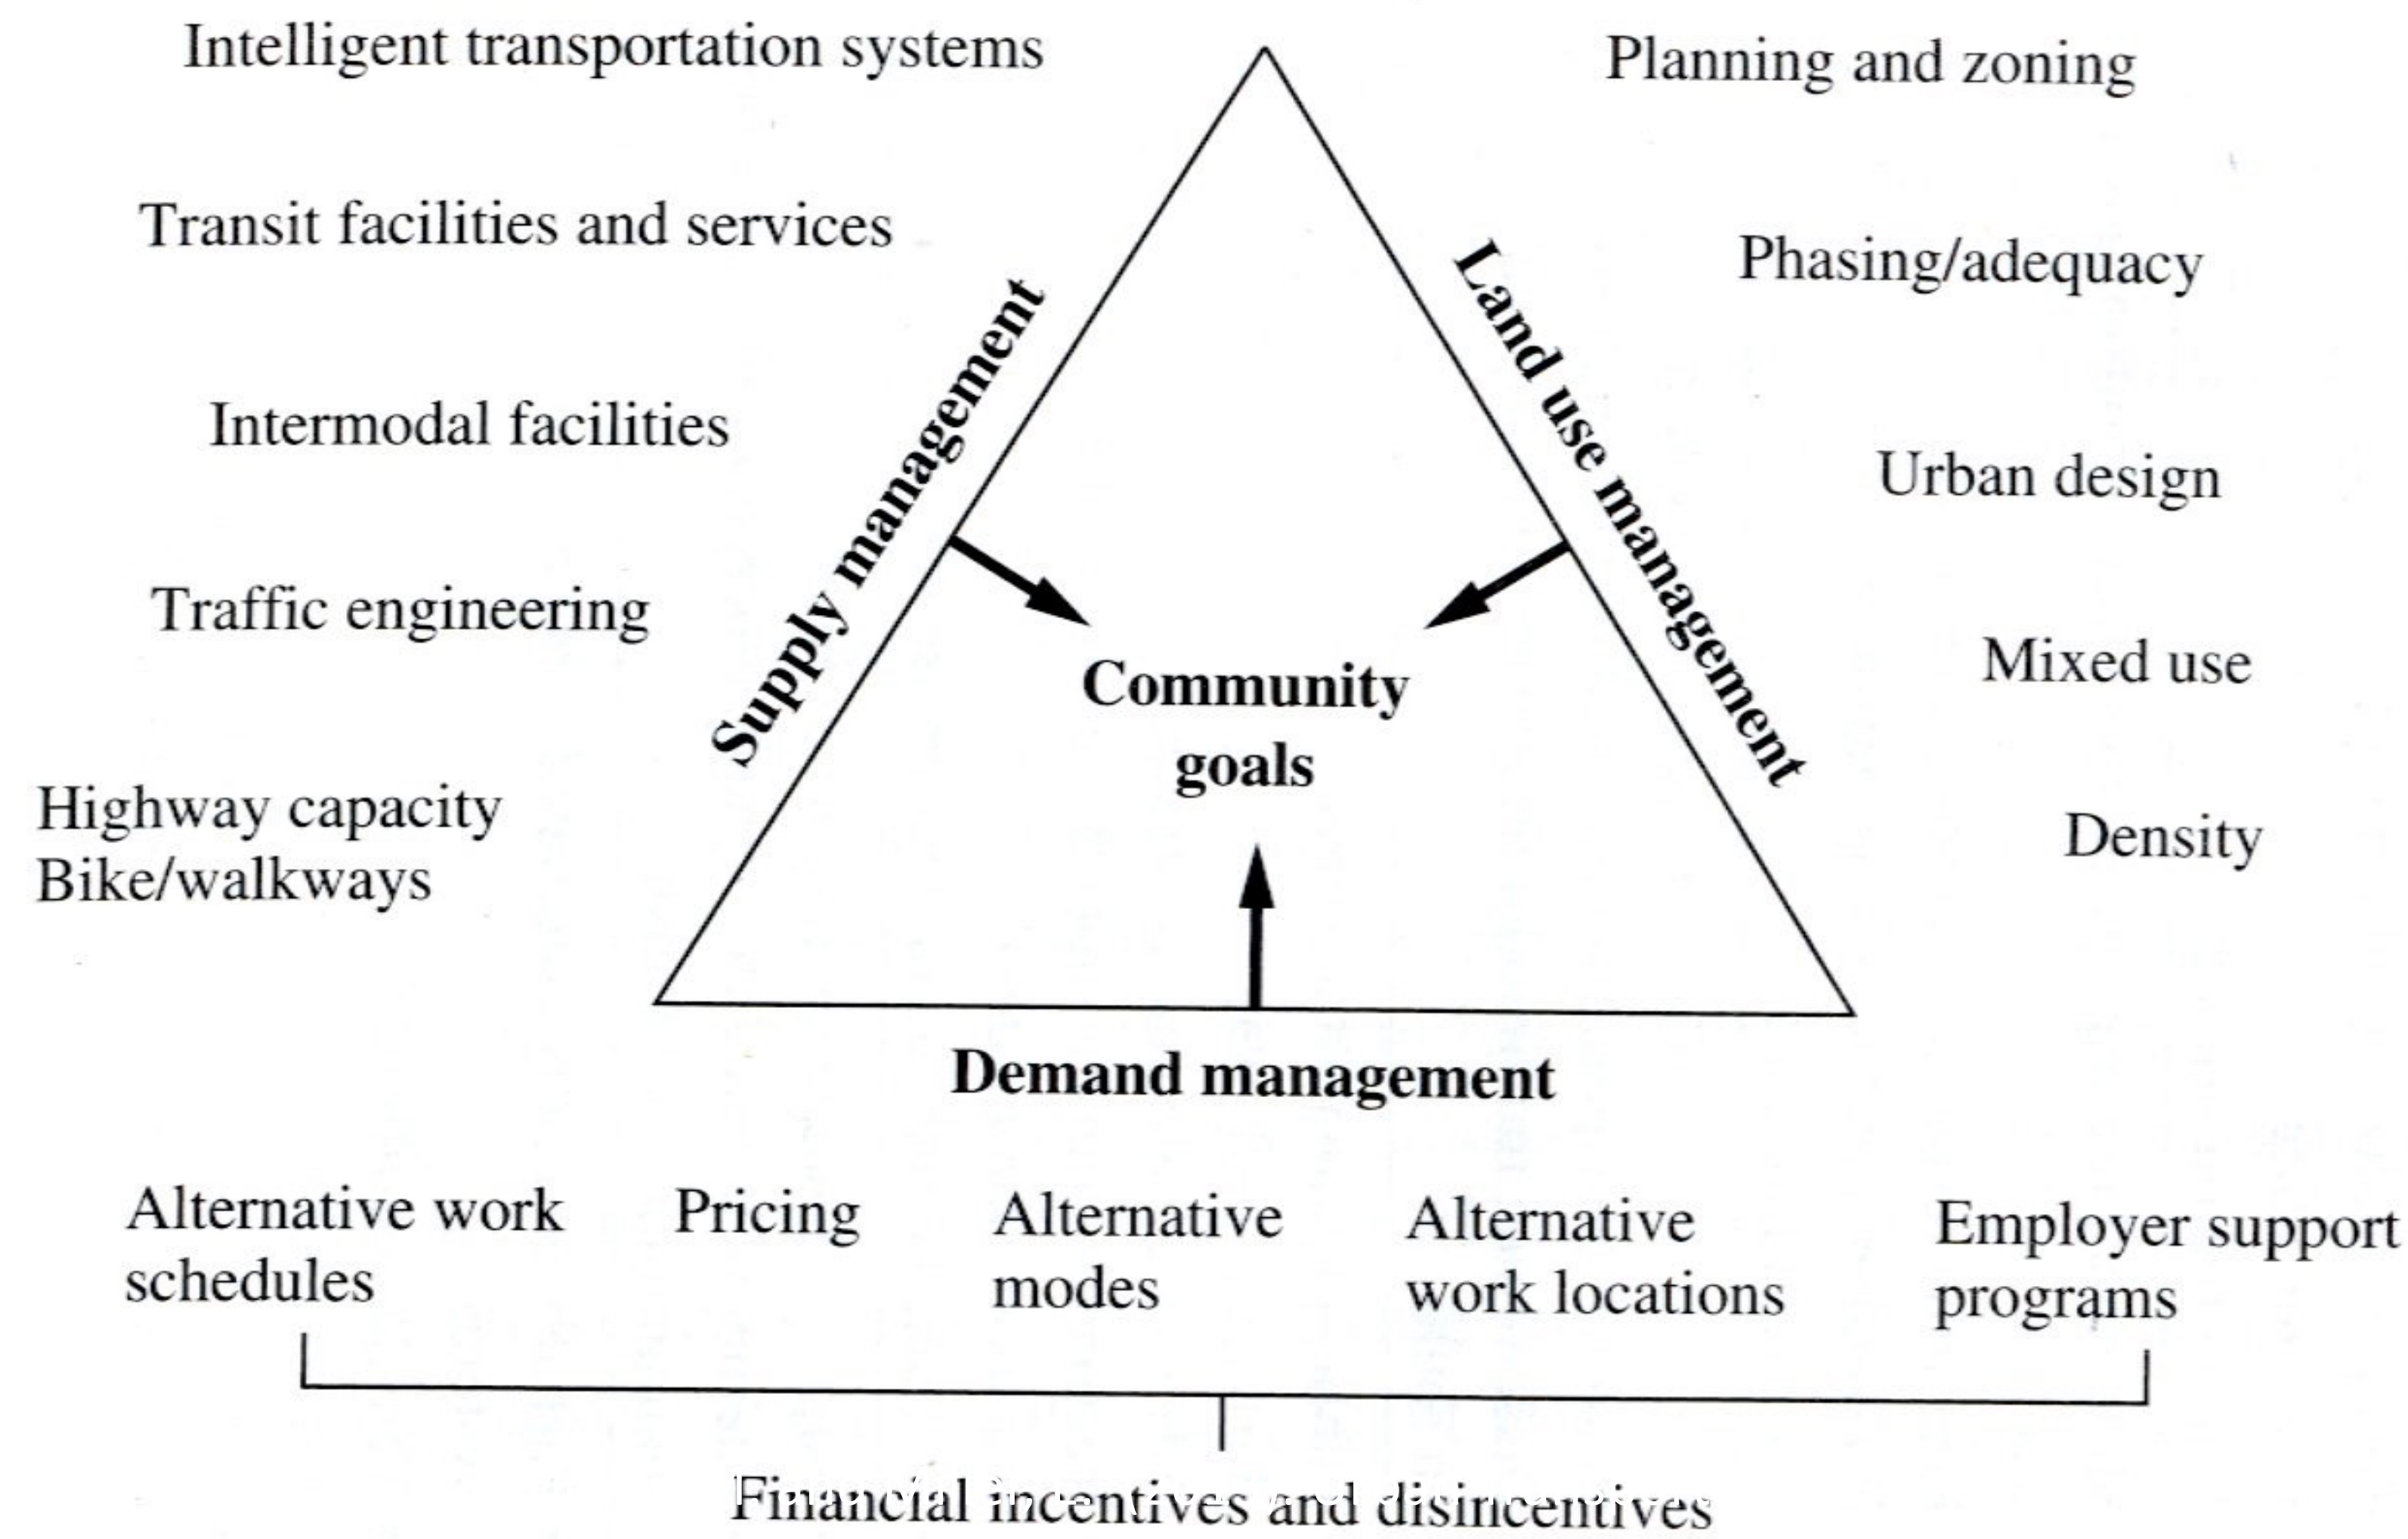 Intelligent transportation systems
Transit facilities and services
Intermodal facilities
Traffic engineering
Highway capacity
Bike/walkways
Supply management
Planning and zoning
Phasing/adequacy
Urban design
Mixed use
Density
Land use management
Community
goals
Demand management
Alternative work
schedules
Pricing
Alternative
modes
Alternative
work locations
Employer support
programs
Financial incentives and disincentives